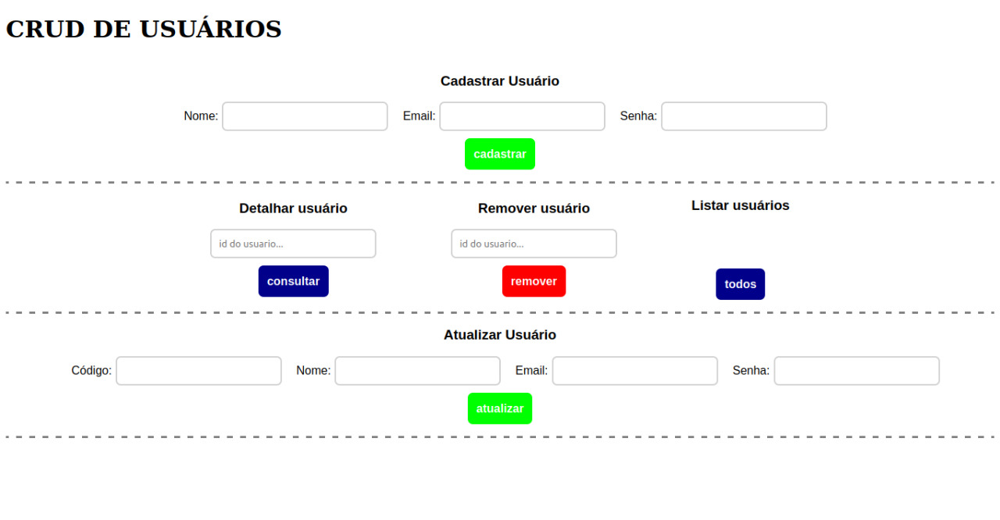 CRUD DE USUÁRIOS
Cadastrar Usuário
Nome: Email: Senha:
cadastrar
Detalhar usuário Remover usuário Listar usuários
id do usuario... id do usuario...
consultar remover todos
Atualizar Usuário
Código: Nome: Email: Senha:
atualizar